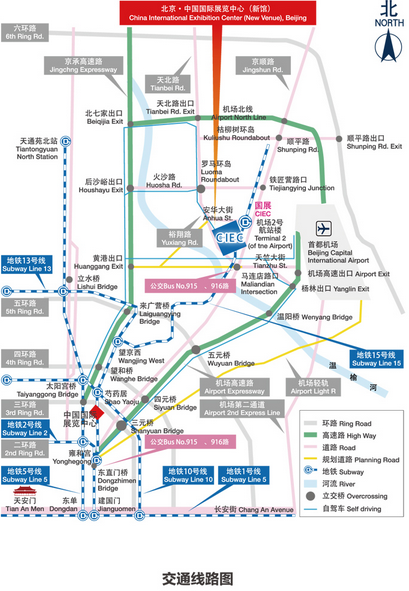 北京·中国国际展览中心（新馆）
China International Exhibition Center (New Venue), Beijing
北
NORTH
六环路
6th Ring Rd.
京承高速路
Jingchng Expressway
天北路
Tianbei Rd.
京顺路
Jingshun Rd.
北七家出口
Beiqijia Exit
天北路出口
Tianbei Rd. Exit
机场北线
Airport North Line
枯柳树环岛
Kuliushu Roundabout
顺平路
Shunping Rd.
顺平路出口
Shunping Rd. Exit
天通苑北站
Tiantongyuan
North Station
罗马环岛
Luoma
Roundabout
后沙峪出口
Houshayu Exit
火沙路
Huosha Rd.
铁匠营路口
Tiejiangying Junction
安华大街
Anhua St.
国展
CIEC
裕翔路
Yuxiang Rd.
CIEC
机场2号
航站楼
Terminal 2
(of the Airport)
首都机场
Beijing Capital
International Airport
地铁13号线
Subway Line 13
黄港出口
Huanggang Exit
天竺大街
Tianzhu St.
立水桥
Lishui Bridge
公交Bus No.915 、916路
马连店路口
Maliandian
Intersection
机场高速出口 Airport Exit
杨林出口 Yanglin Exit
五环路
5th Ring Rd.
来广营桥
Laiguangying
Bridge
温阳桥 Wenyang Bridge
地铁15号线
Subway Line 15
四环路
4th Ring Rd.
望京西
Wangjing West
五元桥
Wuyuan Bridge
望和桥
Wanghe Bridge
温
榆
河
太阳宫桥
Taiyanggong Bridge
芍药居
Shao Yaoju
机场高速路
Airport Expressway
机场轻轨
Airport Light R
三环路
3rd Ring Rd.
中国国际
展览中心
四元桥
Siyuan Bridge
机场第二通道
Airport 2nd Express Line
地铁2号线
Subway Line 2
三元桥
Shanyuan Bridge
二环路
2nd Ring Rd.
雍和宫
Yonghegong
公交Bus No.915 、916路
地铁5号线
Subway Line 5
东直门桥
Dongzhimen
Bridge
地铁10号线
Subway Line 10
地铁1号线
Subway Line 5
天安门
Tian An Men
东单
Dongdan
建国门
Jianguomen
长安街 Chang An Avenue
环路 Ring Road
高速路 High Way
道路 Road
规划道路 Planning Road
地铁 Subway
河流 River
立交桥 Overcrossing
自驾车 Self driving
交通线路图